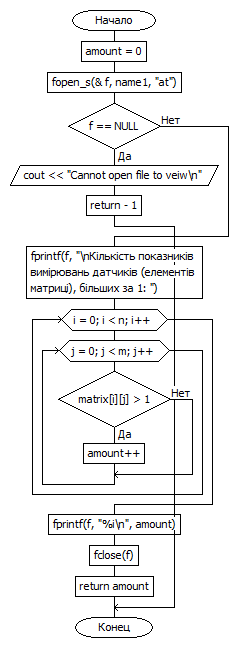 Начало
amount = 0
fopen_s(& f, name1, "at")
f == NULL
Нет
Да
cout << "Cannot open file to veiw\n"
return - 1
fprintf(f, "\nКількість показників
вимірювань датчиків (елементів
матриці), більших за 1: ")
i = 0; i < n; i++
j = 0; j < m; j++
Нет
matrix[i][j] > 1
Да
amount++
fprintf(f, "%i\n", amount)
fclose(f)
return amount
Конец